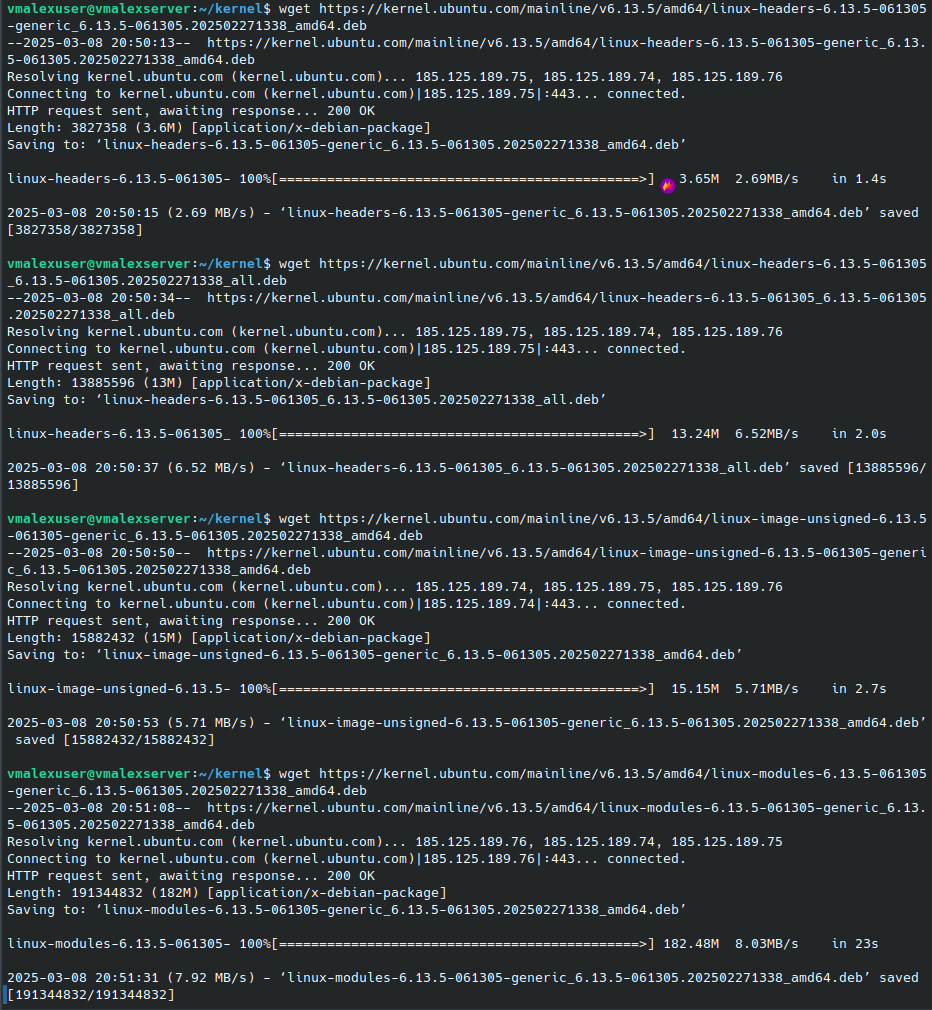 vmalexuser@vmalexserver:~/kernel$ wget https://kernel.ubuntu.com/mainline/v6.13.5/amd64/linux-headers-6.13.5-061305
-generic_6.13.5-061305.202502271338_amd64.deb
--2025-03-08 20:50:13--  https://kernel.ubuntu.com/mainline/v6.13.5/amd64/linux-headers-6.13.5-061305-generic_6.13.
5-061305.202502271338_amd64.deb
Resolving kernel.ubuntu.com (kernel.ubuntu.com)... 185.125.189.75, 185.125.189.74, 185.125.189.76
Connecting to kernel.ubuntu.com (kernel.ubuntu.com)|185.125.189.75|:443... connected.
HTTP request sent, awaiting response... 200 OK
Length: 3827358 (3.6M) [application/x-debian-package]
Saving to: ‘linux-headers-6.13.5-061305-generic_6.13.5-061305.202502271338_amd64.deb’

linux-headers-6.13.5-061305- 100%[=============================================>]   3.65M  2.69MB/s    in 1.4s

2025-03-08 20:50:15 (2.69 MB/s) - ‘linux-headers-6.13.5-061305-generic_6.13.5-061305.202502271338_amd64.deb’ saved
[3827358/3827358]

vmalexuser@vmalexserver:~/kernel$ wget https://kernel.ubuntu.com/mainline/v6.13.5/amd64/linux-headers-6.13.5-061305
_6.13.5-061305.202502271338_all.deb
--2025-03-08 20:50:34--  https://kernel.ubuntu.com/mainline/v6.13.5/amd64/linux-headers-6.13.5-061305_6.13.5-061305
.202502271338_all.deb
Resolving kernel.ubuntu.com (kernel.ubuntu.com)... 185.125.189.75, 185.125.189.74, 185.125.189.76
Connecting to kernel.ubuntu.com (kernel.ubuntu.com)|185.125.189.75|:443... connected.
HTTP request sent, awaiting response... 200 OK
Length: 13885596 (13M) [application/x-debian-package]
Saving to: ‘linux-headers-6.13.5-061305_6.13.5-061305.202502271338_all.deb’

linux-headers-6.13.5-061305_ 100%[=============================================>]  13.24M  6.52MB/s    in 2.0s

2025-03-08 20:50:37 (6.52 MB/s) - ‘linux-headers-6.13.5-061305_6.13.5-061305.202502271338_all.deb’ saved [13885596/
13885596]

vmalexuser@vmalexserver:~/kernel$ wget https://kernel.ubuntu.com/mainline/v6.13.5/amd64/linux-image-unsigned-6.13.5
-061305-generic_6.13.5-061305.202502271338_amd64.deb
--2025-03-08 20:50:50--  https://kernel.ubuntu.com/mainline/v6.13.5/amd64/linux-image-unsigned-6.13.5-061305-generi
c_6.13.5-061305.202502271338_amd64.deb
Resolving kernel.ubuntu.com (kernel.ubuntu.com)... 185.125.189.74, 185.125.189.75, 185.125.189.76
Connecting to kernel.ubuntu.com (kernel.ubuntu.com)|185.125.189.74|:443... connected.
HTTP request sent, awaiting response... 200 OK
Length: 15882432 (15M) [application/x-debian-package]
Saving to: ‘linux-image-unsigned-6.13.5-061305-generic_6.13.5-061305.202502271338_amd64.deb’

linux-image-unsigned-6.13.5- 100%[=============================================>]  15.15M  5.71MB/s    in 2.7s

2025-03-08 20:50:53 (5.71 MB/s) - ‘linux-image-unsigned-6.13.5-061305-generic_6.13.5-061305.202502271338_amd64.deb’
 saved [15882432/15882432]

vmalexuser@vmalexserver:~/kernel$ wget https://kernel.ubuntu.com/mainline/v6.13.5/amd64/linux-modules-6.13.5-061305
-generic_6.13.5-061305.202502271338_amd64.deb
--2025-03-08 20:51:08--  https://kernel.ubuntu.com/mainline/v6.13.5/amd64/linux-modules-6.13.5-061305-generic_6.13.
5-061305.202502271338_amd64.deb
Resolving kernel.ubuntu.com (kernel.ubuntu.com)... 185.125.189.76, 185.125.189.74, 185.125.189.75
Connecting to kernel.ubuntu.com (kernel.ubuntu.com)|185.125.189.76|:443... connected.
HTTP request sent, awaiting response... 200 OK
Length: 191344832 (182M) [application/x-debian-package]
Saving to: ‘linux-modules-6.13.5-061305-generic_6.13.5-061305.202502271338_amd64.deb’

linux-modules-6.13.5-061305- 100%[=============================================>] 182.48M  8.03MB/s    in 23s

2025-03-08 20:51:31 (7.92 MB/s) - ‘linux-modules-6.13.5-061305-generic_6.13.5-061305.202502271338_amd64.deb’ saved
[191344832/191344832]